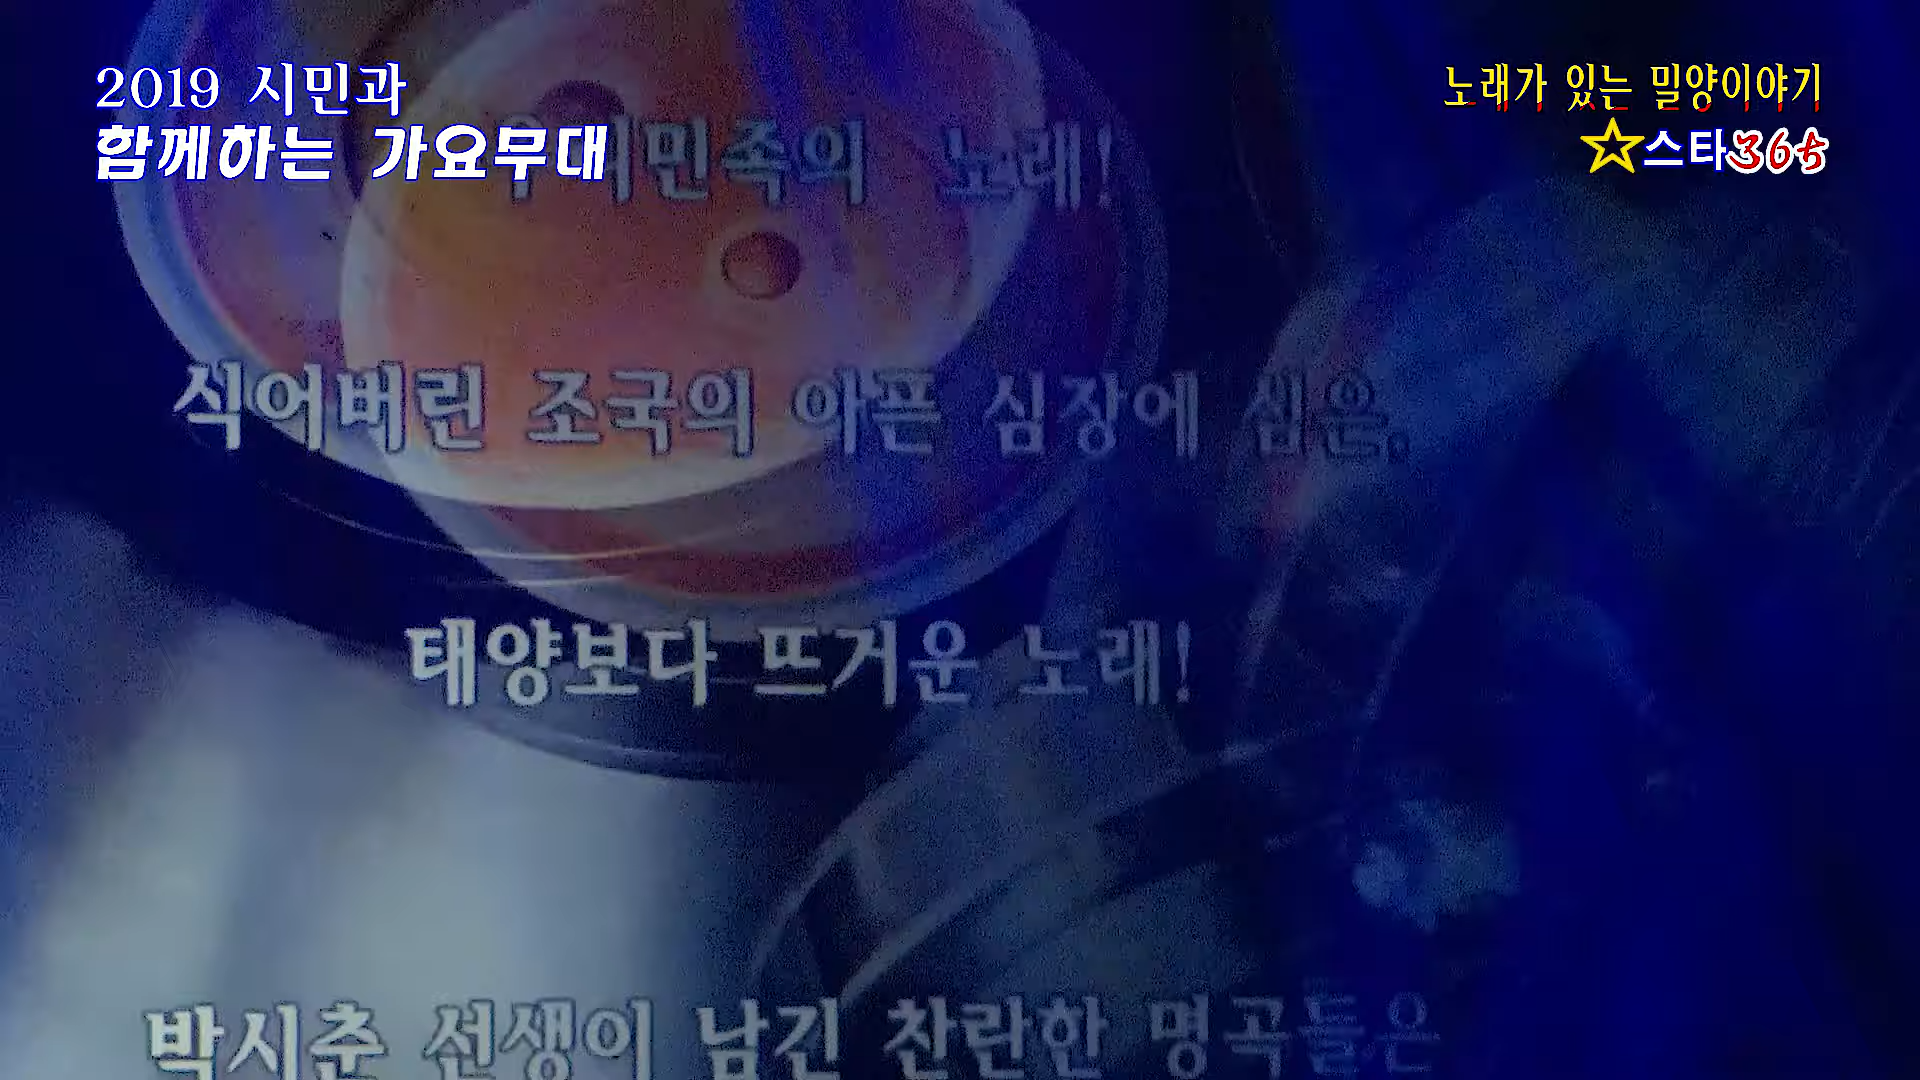 2019 시민과
함께하는 가요무대
노래가 있는 밀양이야기
☆스타365
우리민족의 노래!
식어버린 조국의 아픈 심장에 심은,
태양보다 뜨거운 노래!
박시춘 선생이 남긴 찬란한 명곡들은